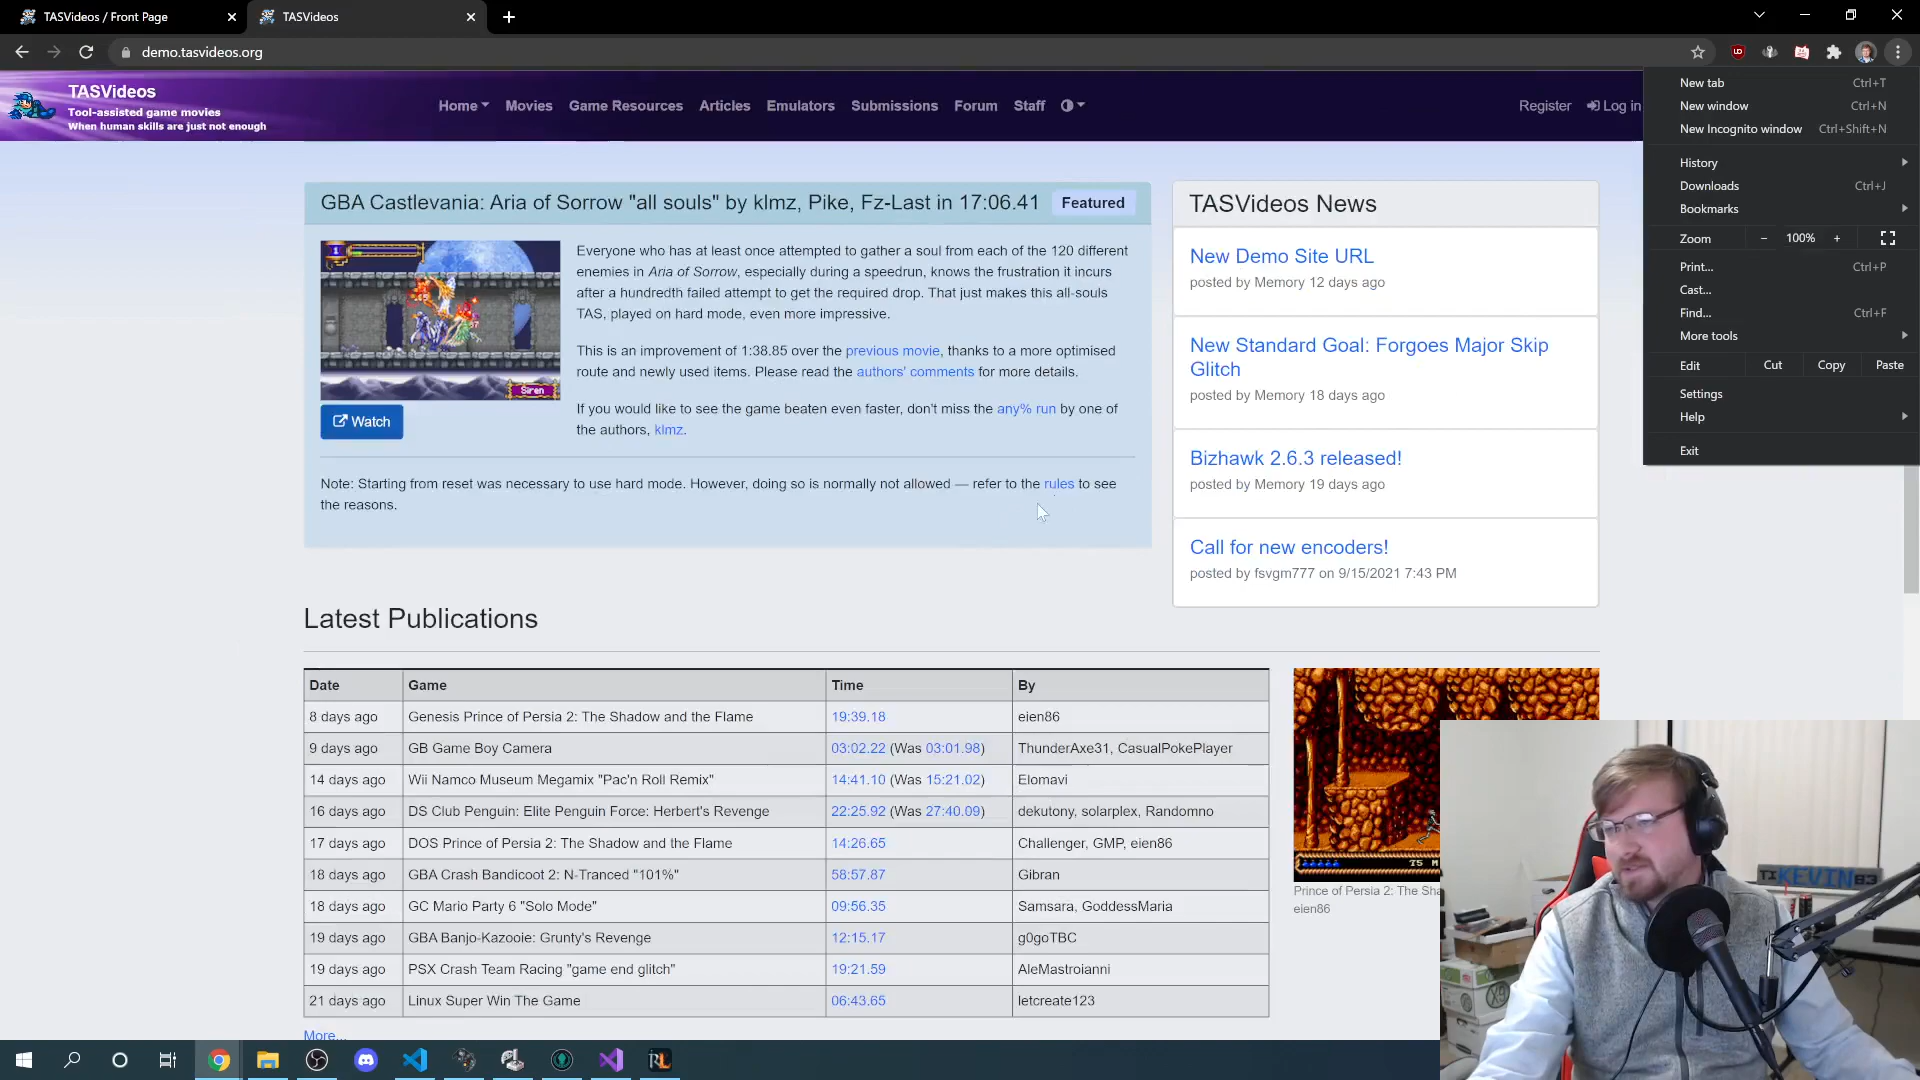 TASVideos / Front Page
TASVideos
demo.tasvideos.org
TASVideos
Tool-assisted game movies
When human skills are just not enough
Home
Movies
Game Resources
Articles
Emulators
Submissions
Forum
Staff
Register
Log in
New tab Ctrl+T
New window Ctrl+N
New Incognito window Ctrl+Shift+N
History
Downloads Ctrl+J
Bookmarks
Zoom - 100% +
Print... Ctrl+P
Cast...
Find... Ctrl+F
More tools
Edit Cut Copy Paste
Settings
Help
Exit
GBA Castlevania: Aria of Sorrow "all souls" by klmz, Pike, Fz-Last in 17:06.41 Featured
Siren
Watch
Everyone who has at least once attempted to gather a soul from each of the 120 different
enemies in Aria of Sorrow, especially during a speedrun, knows the frustration it incurs
after a hundredth failed attempt to get the required drop. That just makes this all-souls
TAS, played on hard mode, even more impressive.
This is an improvement of 1:38.85 over the previous movie, thanks to a more optimised
route and newly used items. Please read the authors' comments for more details.
If you would like to see the game beaten even faster, don't miss the any% run by one of
the authors, klmz.
Note: Starting from reset was necessary to use hard mode. However, doing so is normally not allowed — refer to the rules to see
the reasons.
TASVideos News
New Demo Site URL
posted by Memory 12 days ago
New Standard Goal: Forgoes Major Skip
Glitch
posted by Memory 18 days ago
Bizhawk 2.6.3 released!
posted by Memory 19 days ago
Call for new encoders!
posted by fsvgm777 on 9/15/2021 7:43 PM
Latest Publications
Date Game Time By
8 days ago Genesis Prince of Persia 2: The Shadow and the Flame 19:39.18 eien86
9 days ago GB Game Boy Camera 03:02.22 (Was 03:01.98) ThunderAxe31, CasualPokePlayer
14 days ago Wii Namco Museum Megamix "Pac'n Roll Remix" 14:41.10 (Was 15:21.02) Elomavi
16 days ago DS Club Penguin: Elite Penguin Force: Herbert's Revenge 22:25.92 (Was 27:40.09) dekutony, solarplex, Randomno
17 days ago DOS Prince of Persia 2: The Shadow and the Flame 14:26.65 Challenger, GMP, eien86
18 days ago GBA Crash Bandicoot 2: N-Tranced "101%" 58:57.87 Gibran
18 days ago GC Mario Party 6 "Solo Mode" 09:56.35 Samsara, GoddessMaria
19 days ago GBA Banjo-Kazooie: Grunty's Revenge 12:15.17 g0goTBC
19 days ago PSX Crash Team Racing "game end glitch" 19:21.59 AleMastroianni
21 days ago Linux Super Win The Game 06:43.65 letcreate123
More...
75 M
Prince of Persia 2: The Sha
eien86
TIKEVIN83